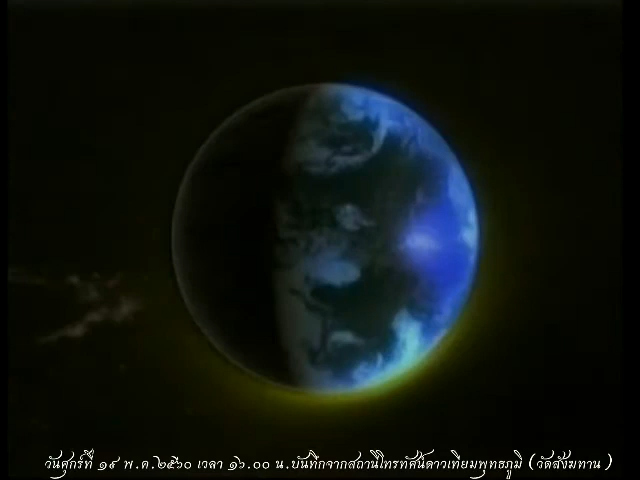 วันศุกร์ที่ ๑๙ พ.ค.๒๕๖๐ เวลา ๑๖.๐๐ น.บันทึกจากสถานีโทรทัศน์ดาวเทียมพุทธภูมิ (วัดสังฆทาน)